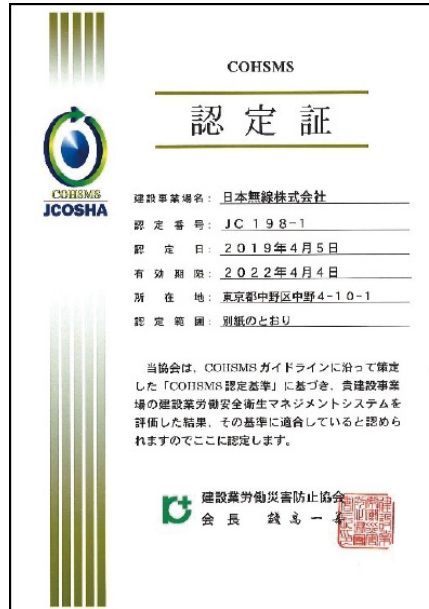 COHSMS
認定証
COHSMS
JCOSHA
建設事業場名: 日本無線株式会社
認定番号: JC 198-1
認定日: 2019年4月5日
有効期限: 2022年4月4日
所在地: 東京都中野区中野4-10-1
認定範囲: 別紙のとおり
当協会は、COHSMSガイドラインに沿って策定
した「COHSMS認定基準」に基づき、貴建設事業
場の建設業労働安全衛生マネジメントシステムを
評価した結果、その基準に適合していると認めら
れますのでここに認定します。
建設業労働災害防止協会
会長 錢高一善